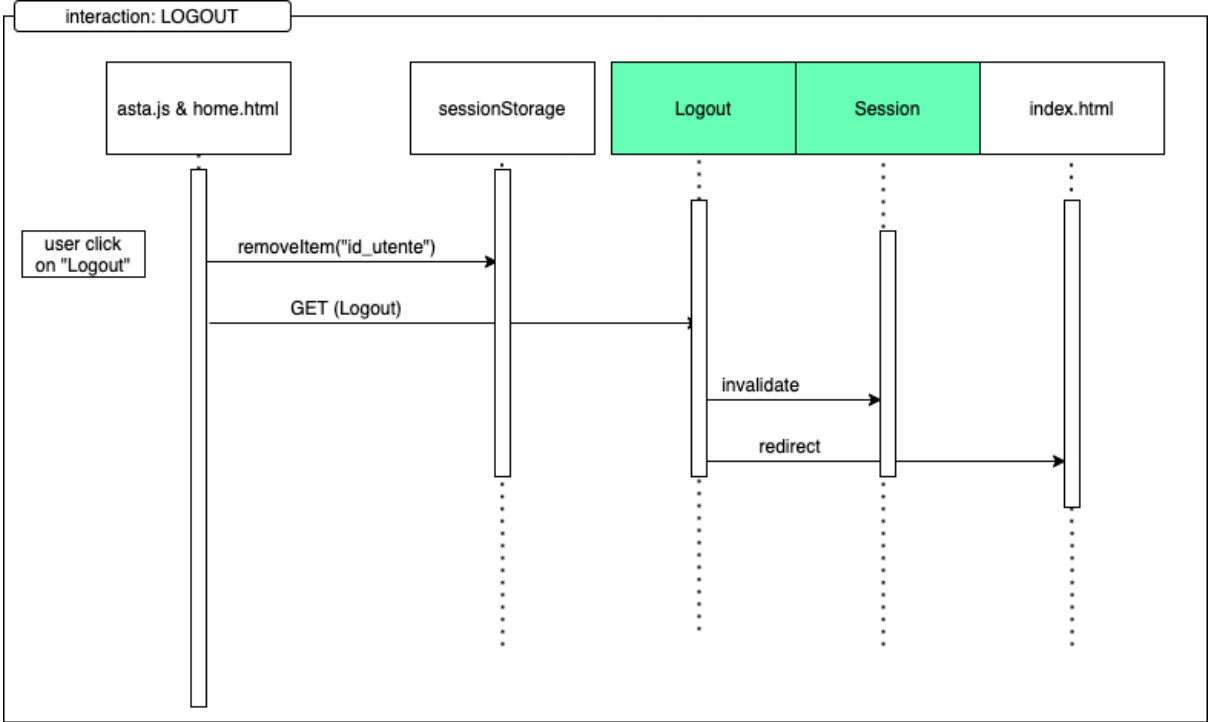 interaction: LOGOUT
asta.js & home.html
sessionStorage
Logout
Session
index.html
user click
on "Logout"
removeItem("id_utente")
GET (Logout)
invalidate
redirect